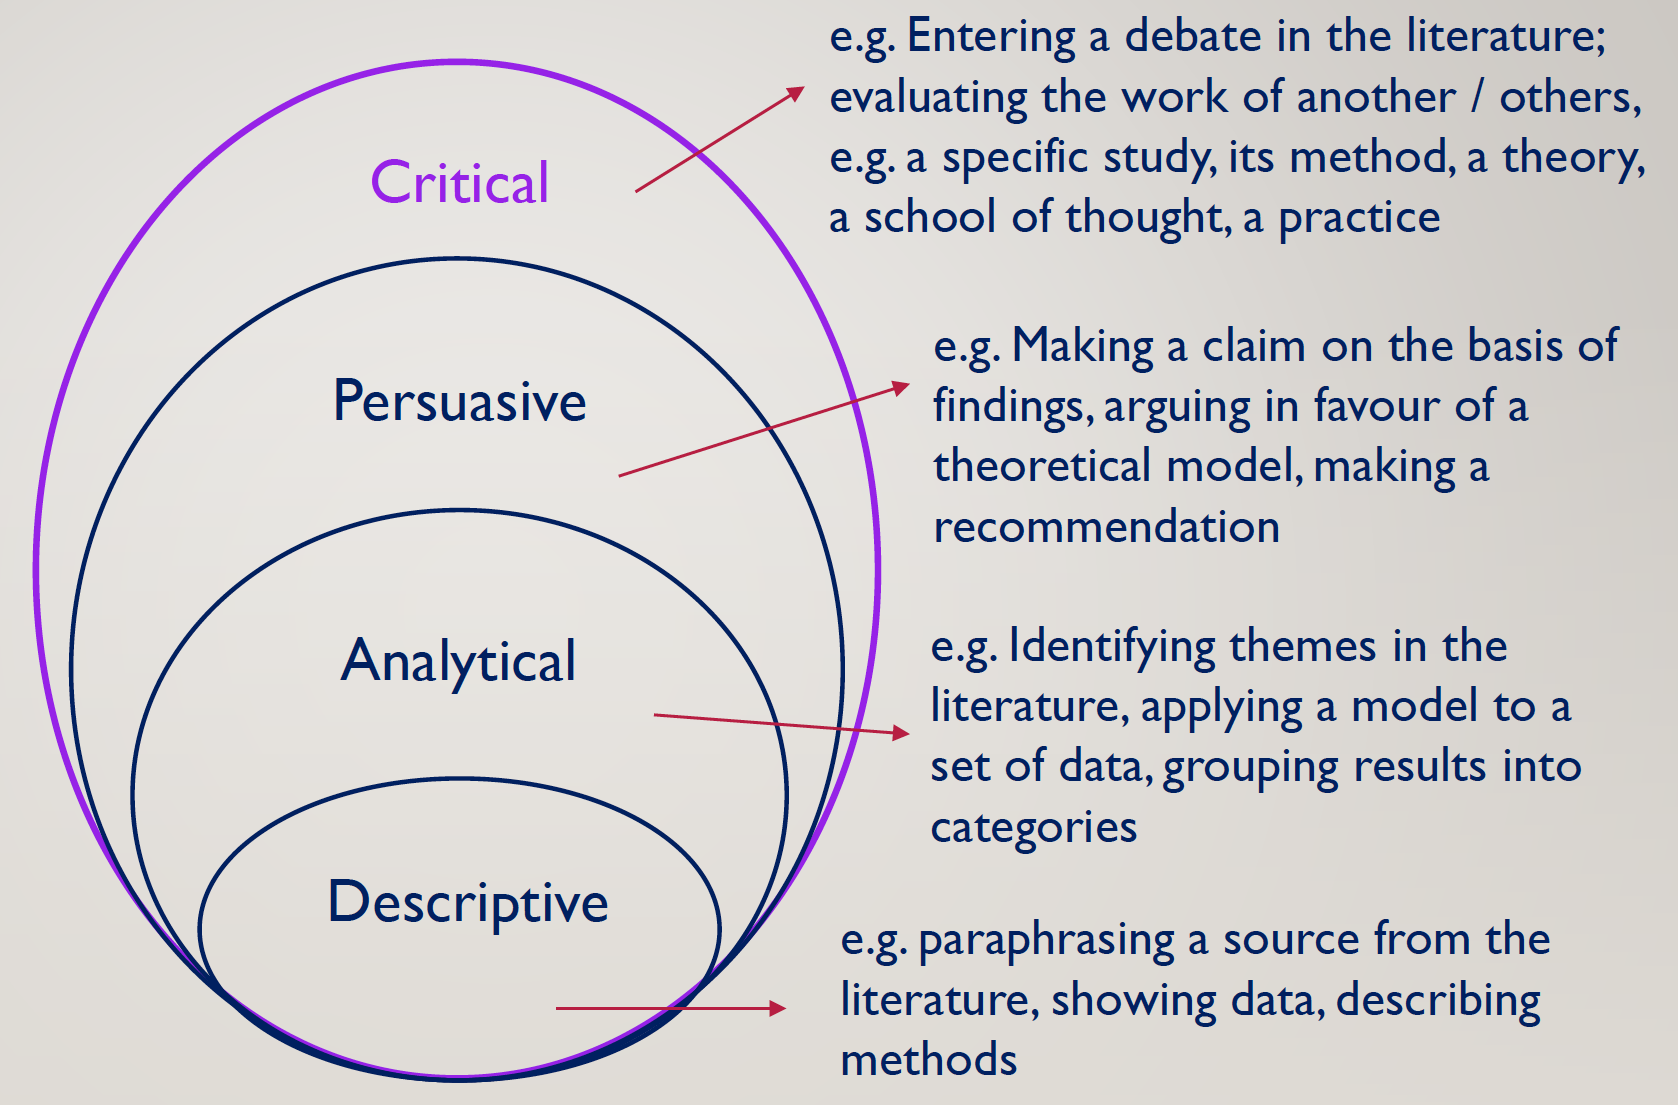 Critical
e.g. Entering a debate in the literature;
evaluating the work of another / others,
e.g. a specific study, its method, a theory,
a school of thought, a practice
Persuasive
e.g. Making a claim on the basis of
findings, arguing in favour of a
theoretical model, making a
recommendation
Analytical
e.g. Identifying themes in the
literature, applying a model to a
set of data, grouping results into
categories
Descriptive
e.g. paraphrasing a source from the
literature, showing data, describing
methods